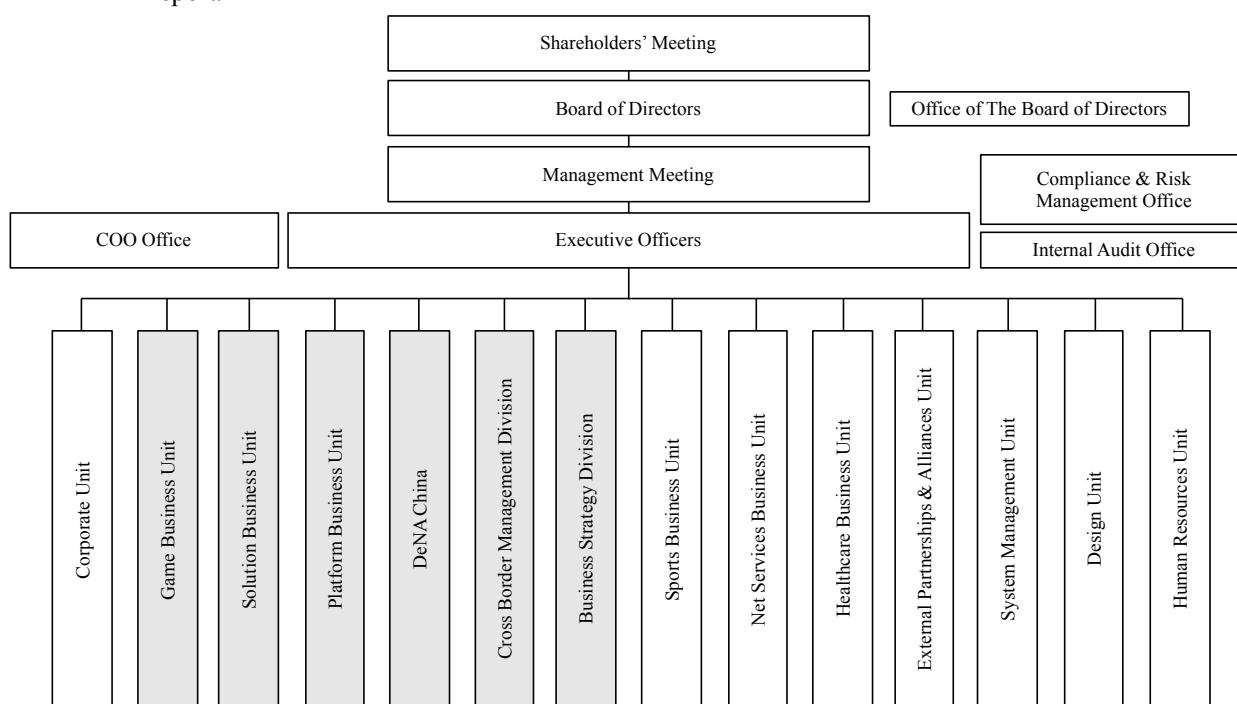 Shareholders’ Meeting
Board of Directors
Office of The Board of Directors
Management Meeting
Compliance & Risk
Management Office
COO Office
Executive Officers
Internal Audit Office
Corporate Unit
Game Business Unit
Solution Business Unit
Platform Business Unit
DeNA China
Cross Border Management Division
Business Strategy Division
Sports Business Unit
Net Services Business Unit
Healthcare Business Unit
External Partnerships & Alliances Unit
System Management Unit
Design Unit
Human Resources Unit